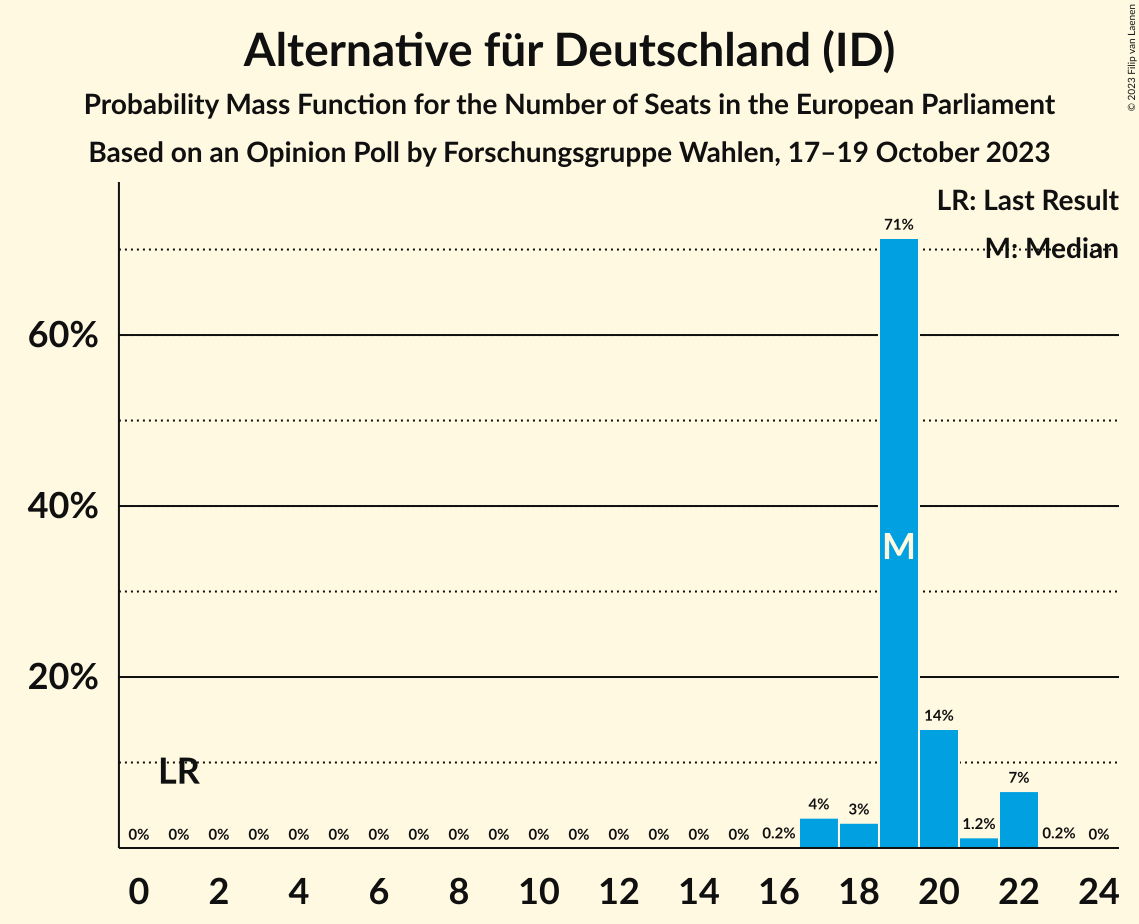 Alternative für Deutschland (ID)
Probability Mass Function for the Number of Seats in the European Parliament
Based on an Opinion Poll by Forschungsgruppe Wahlen, 17–19 October 2023
© 2023 Filip van Laenen
LR: Last Result
M: Median
60%
40%
20%
71%
M
LR
0% 0% 0% 0% 0% 0% 0% 0% 0% 0% 0% 0% 0% 0% 0% 0% 0.2% 4% 3% 14% 1.2% 7% 0.2% 0%
0 2 4 6 8 10 12 14 16 18 20 22 24